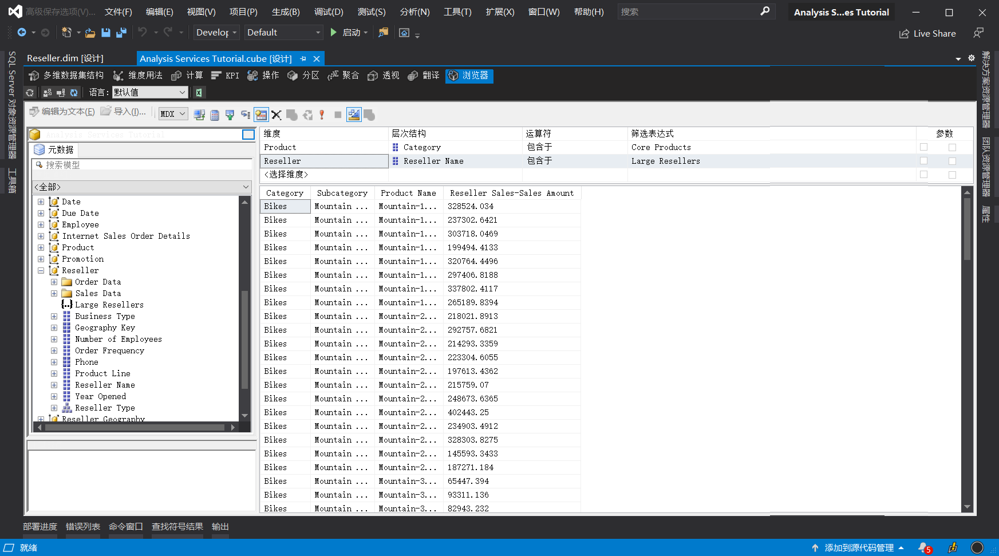 高级保存选项(V)... 文件(F) 编辑(E) 视图(V) 项目(P) 生成(B) 调试(D) 测试(S) 分析(N) 工具(T) 扩展(X) 窗口(W) 帮助(H) 搜索 Analysis S...es Tutorial
Develop Default 启动 Live Share
SQL Server 对象资源管理器
工具箱
Reseller.dim [设计] Analysis Services Tutorial.cube [设计]
多维数据集结构 维度用法 计算 KPI 操作 分区 聚合 透视 翻译 浏览器
语言: 默认值
编辑为文本(E) 导入(I)... MDX
Analysis Services Tutorial
元数据
搜索模型
<全部>
Date
Due Date
Employee
Internet Sales Order Details
Product
Promotion
Reseller
Order Data
Sales Data
Large Resellers
Business Type
Geography Key
Number of Employees
Order Frequency
Phone
Product Line
Reseller Name
Year Opened
Reseller Type
Reseller Geography
维度 层次结构 运算符 筛选表达式 参数
Product Category 包含于 Core Products
Reseller Reseller Name 包含于 Large Resellers
<选择维度>
Category Subcategory Product Name Reseller Sales-Sales Amount
Bikes Mountain ... Mountain-1... 328524.034
Bikes Mountain ... Mountain-1... 237302.6421
Bikes Mountain ... Mountain-1... 303718.0469
Bikes Mountain ... Mountain-1... 199494.4133
Bikes Mountain ... Mountain-1... 320764.4496
Bikes Mountain ... Mountain-1... 297406.8188
Bikes Mountain ... Mountain-1... 337802.4117
Bikes Mountain ... Mountain-1... 265189.8394
Bikes Mountain ... Mountain-2... 218021.8913
Bikes Mountain ... Mountain-2... 292757.6821
Bikes Mountain ... Mountain-2... 214293.3359
Bikes Mountain ... Mountain-2... 223304.6055
Bikes Mountain ... Mountain-2... 197613.4362
Bikes Mountain ... Mountain-2... 215759.07
Bikes Mountain ... Mountain-2... 248673.6365
Bikes Mountain ... Mountain-2... 402443.25
Bikes Mountain ... Mountain-2... 234903.4912
Bikes Mountain ... Mountain-2... 328303.8275
Bikes Mountain ... Mountain-2... 145593.3433
Bikes Mountain ... Mountain-2... 187271.184
Bikes Mountain ... Mountain-3... 65447.394
Bikes Mountain ... Mountain-3... 93311.136
Bikes Mountain ... Mountain-3... 82943.232
解决方案资源管理器
团队资源管理器
属性
部署进度 错误列表 命令窗口 查找符号结果 输出
就绪 添加到源代码管理 5